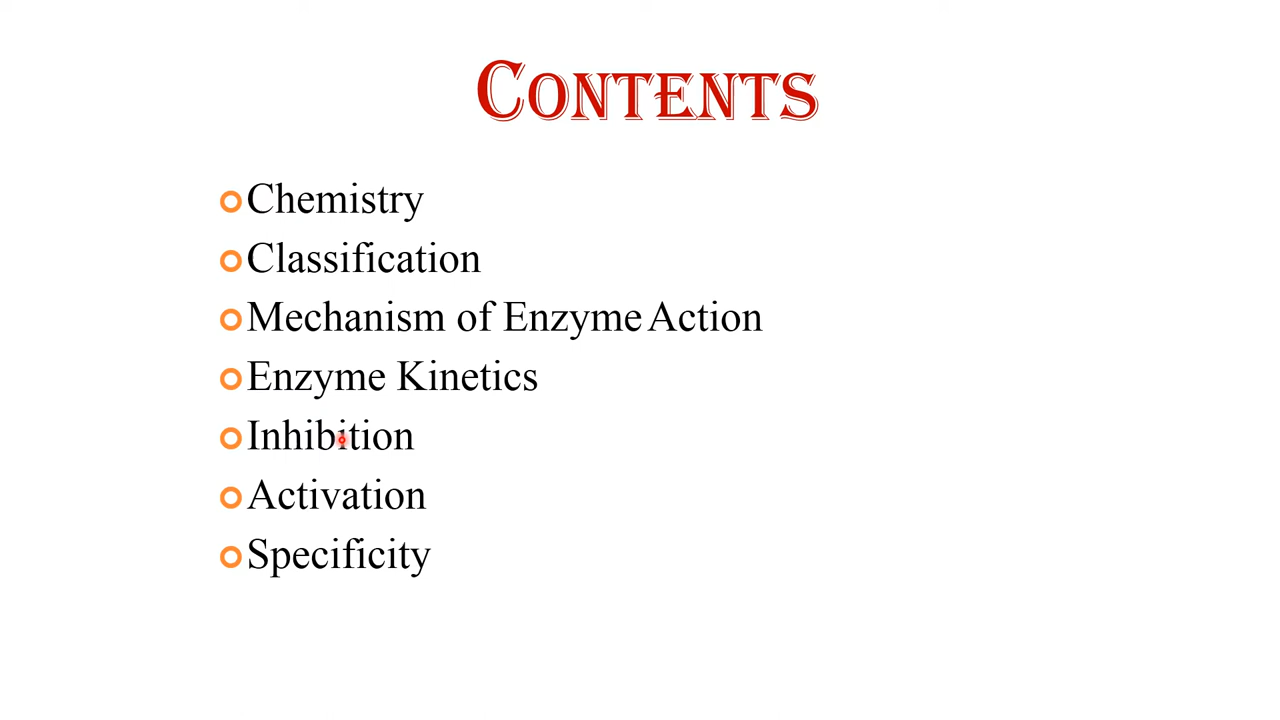 Contents
Chemistry
Classification
Mechanism of Enzyme Action
Enzyme Kinetics
Inhibition
Activation
Specificity